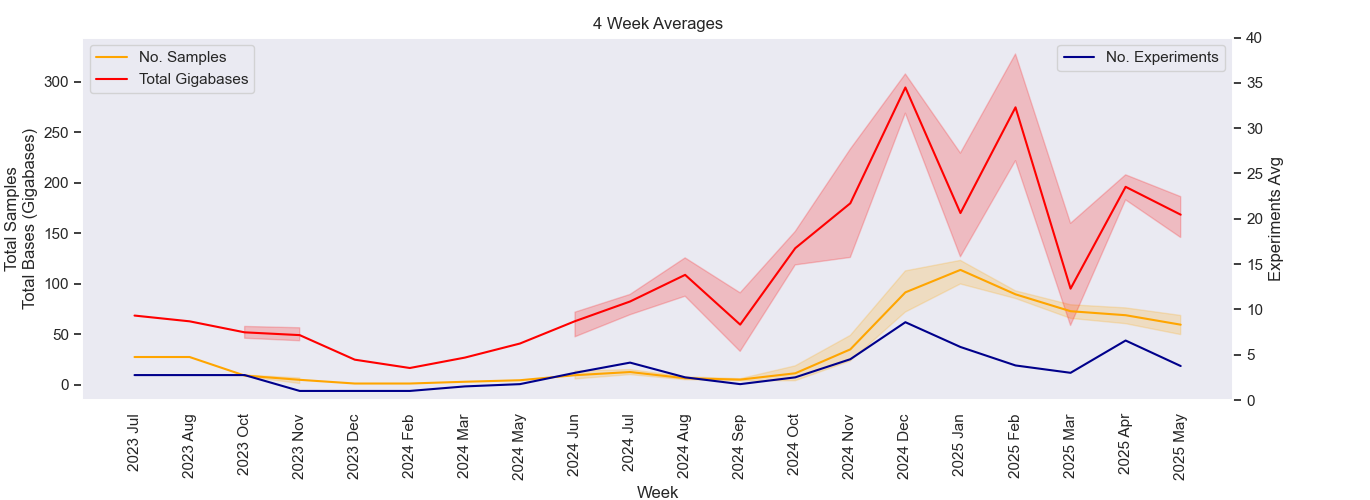 4 Week Averages
No. Samples
Total Gigabases
No. Experiments
Total Samples
Total Bases (Gigabases)
300
250
200
150
100
50
0
40
35
30
25
20
15
10
5
0
Experiments Avg
2023 Jul
2023 Aug
2023 Oct
2023 Nov
2023 Dec
2024 Feb
2024 Mar
2024 May
2024 Jun
2024 Jul
2024 Aug
2024 Sep
2024 Oct
2024 Nov
2024 Dec
2025 Jan
2025 Feb
2025 Mar
2025 Apr
2025 May
Week